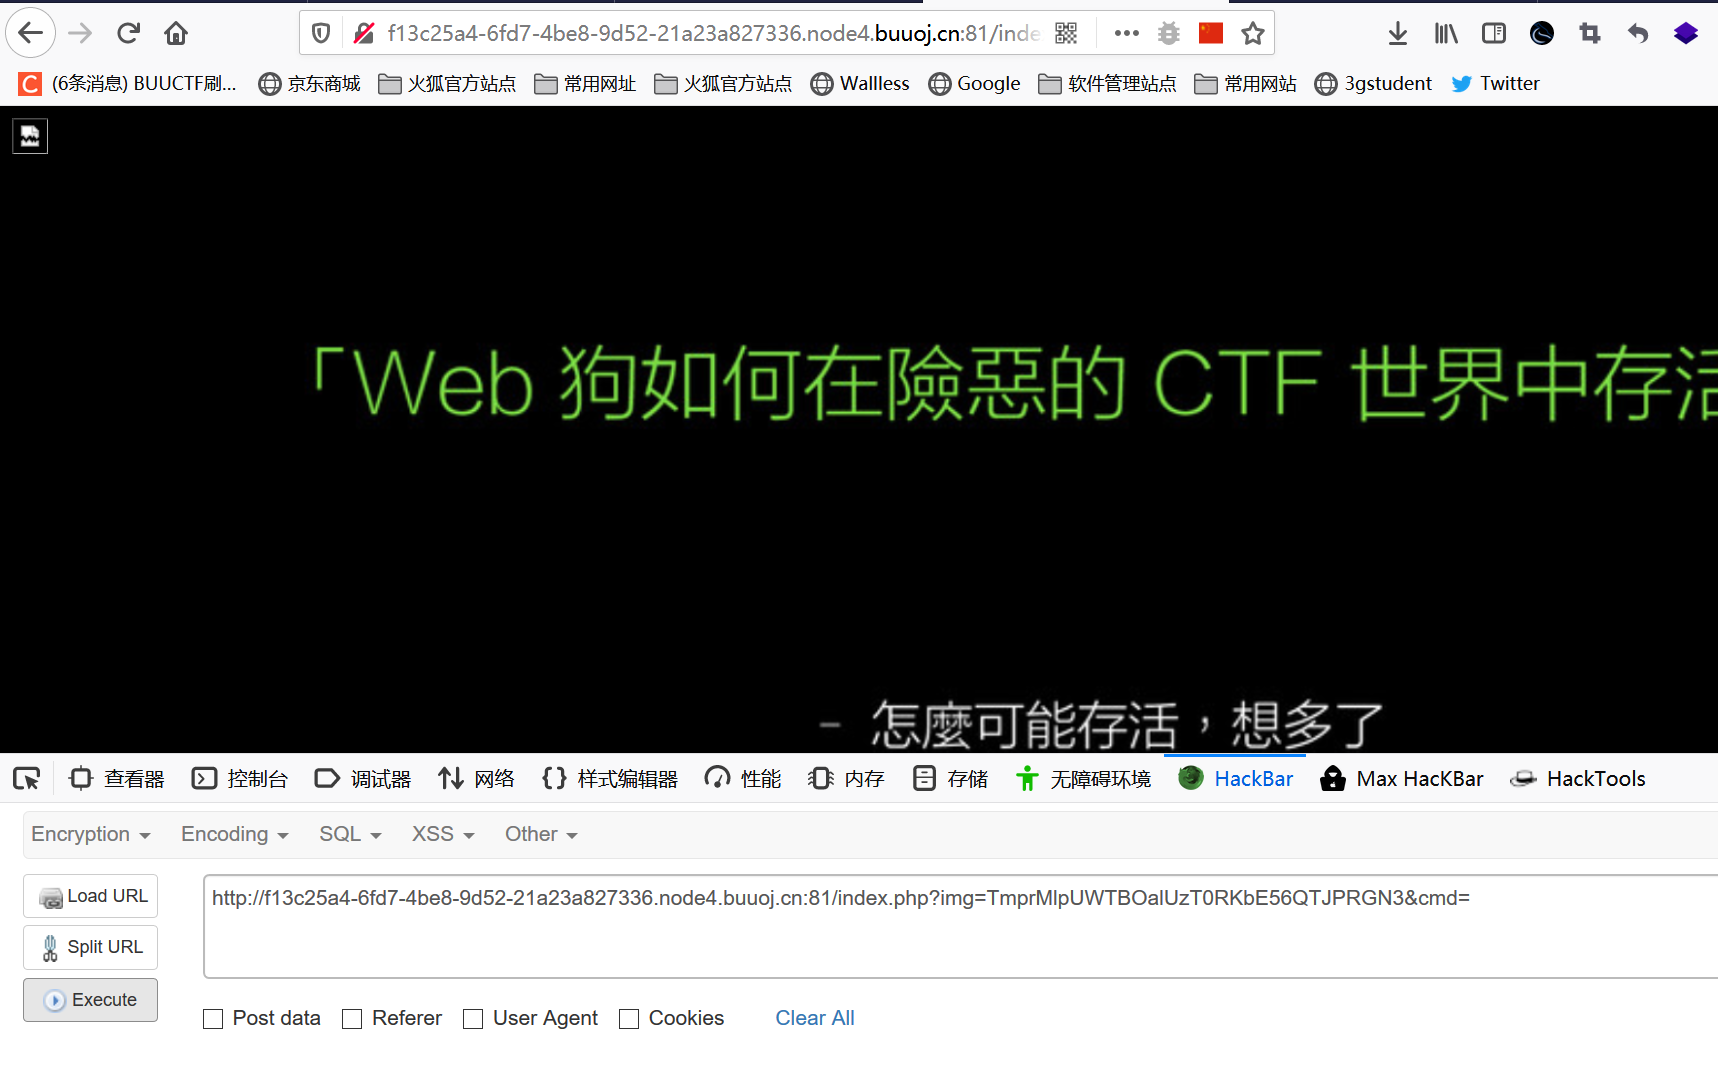 f13c25a4-6fd7-4be8-9d52-21a23a827336.node4.buuoj.cn:81/inde
(6条消息) BUUCTF刷... 京东商城 火狐官方站点 常用网址 火狐官方站点 Wallless Google 软件管理站点 常用网站 3gstudent Twitter
「Web 狗如何在險惡的 CTF 世界中存活
- 怎麼可能存活，想多了
查看器 控制台 调试器 网络 样式编辑器 性能 内存 存储 无障碍环境 HackBar Max HacKBar HackTools
Encryption Encoding SQL XSS Other
Load URL
http://f13c25a4-6fd7-4be8-9d52-21a23a827336.node4.buuoj.cn:81/index.php?img=TmprMlpUWTBOalUzT0RKbE56QTJPRGN3&cmd=
Split URL
Execute
Post data Referer User Agent Cookies Clear All